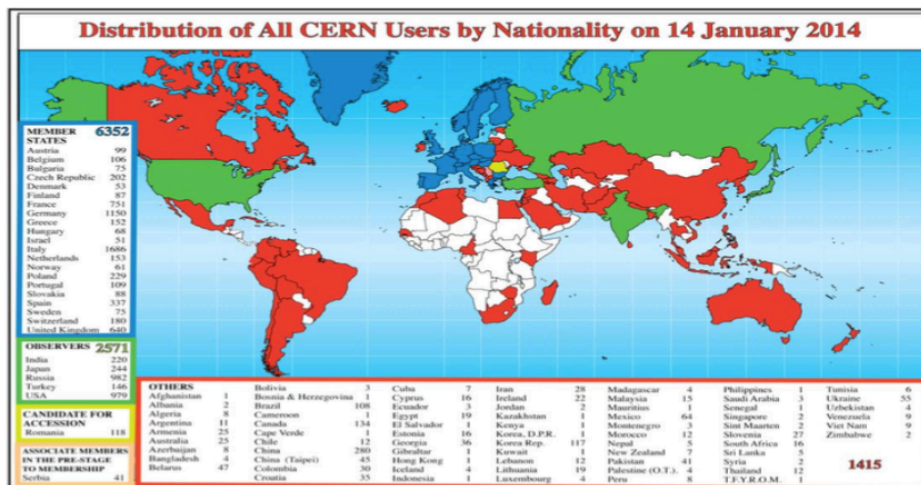 Distribution of All CERN Users by Nationality on 14 January 2014
MEMBER STATES 6352
Austria 99
Belgium 106
Bulgaria 75
Czech Republic 202
Denmark 53
Finland 87
France 751
Germany 1150
Greece 152
Hungary 68
Israel 51
Italy 1686
Netherlands 153
Norway 61
Poland 229
Portugal 109
Slovakia 88
Spain 337
Sweden 75
Switzerland 180
United Kingdom 640
OBSERVERS 2571
India 220
Japan 244
Russia 982
Turkey 146
USA 979
CANDIDATE FOR
ACCESSION
Romania 118
ASSOCIATE MEMBERS
IN THE PRE-STAGE
TO MEMBERSHIP
Serbia 41
OTHERS
Afghanistan 1
Albania 2
Algeria 8
Argentina 11
Armenia 25
Australia 25
Azerbaijan 8
Bangladesh 4
Belarus 47
Bolivia 3
Bosnia & Herzegovina 1
Brazil 108
Cameroon 1
Canada 134
Cape Verde 1
Chile 12
China 280
China (Taipei) 45
Colombia 30
Croatia 35
Cuba 7
Cyprus 16
Ecuador 3
Egypt 19
El Salvador 1
Estonia 16
Georgia 36
Gibraltar 1
Hong Kong 1
Iceland 4
Indonesia 1
Iran 28
Ireland 22
Jordan 2
Kazakhstan 1
Kenya 1
Korea, D.P.R. 1
Korea Rep. 117
Kuwait 1
Lebanon 12
Lithuania 19
Luxembourg 4
Madagascar 4
Malaysia 15
Mauritius 1
Mexico 64
Montenegro 3
Morocco 12
Nepal 5
New Zealand 7
Pakistan 41
Palestine (O.T.) 4
Peru 8
Philippines 1
Saudi Arabia 3
Senegal 1
Singapore 2
Sint Maarten 2
Slovenia 27
South Africa 16
Sri Lanka 5
Syria 2
Thailand 12
T.F.Y.R.O.M. 1
Tunisia 6
Ukraine 55
Uzbekistan 4
Venezuela 9
Viet Nam 9
Zimbabwe 2
1415